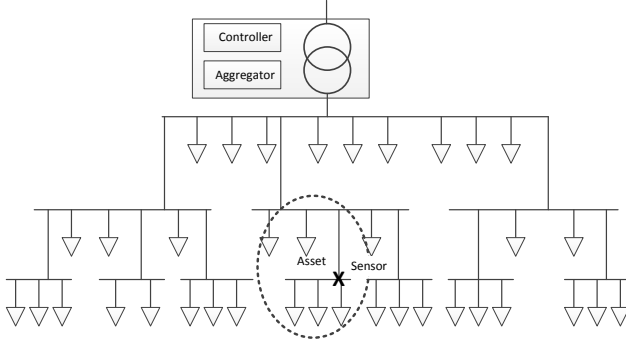 Controller
Aggregator
Asset
Sensor
X